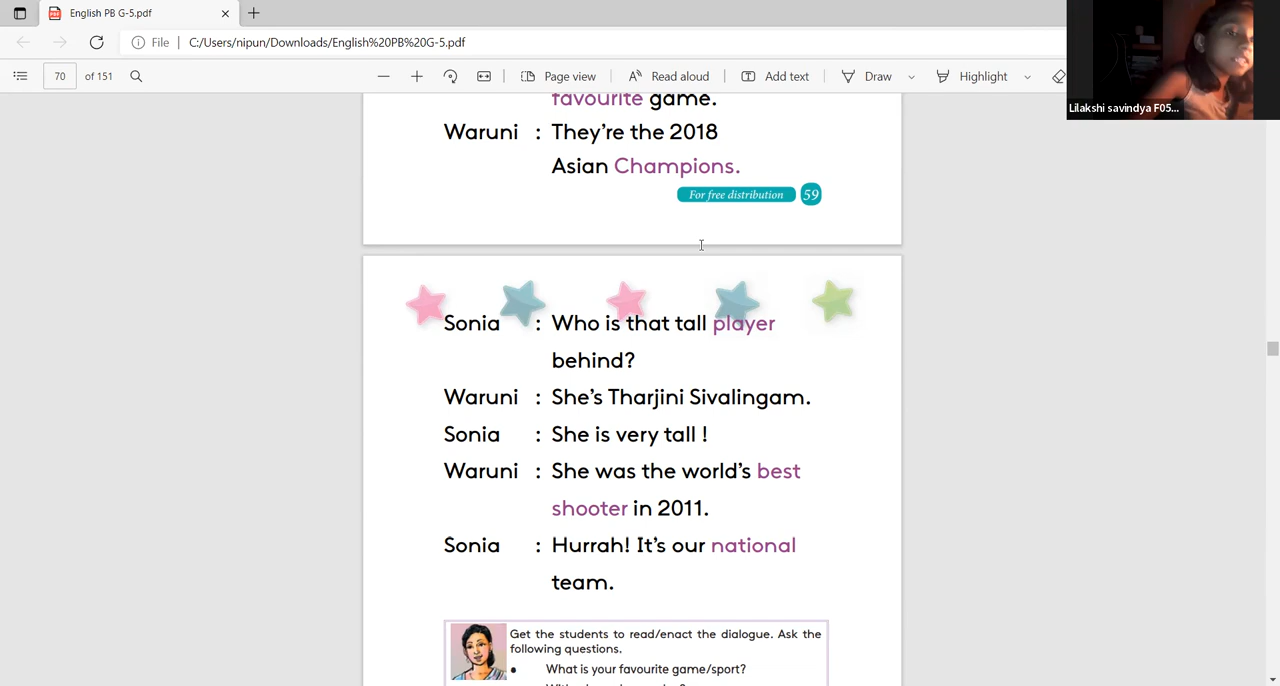 English PB G-5.pdf
File | C:/Users/nipun/Downloads/English%20PB%20G-5.pdf
70 of 151 Page view Read aloud Add text Draw Highlight
Lilakshi savindya F05...
favourite game.
Waruni : They're the 2018
Asian Champions.
For free distribution 59
Sonia : Who is that tall player
behind?
Waruni : She's Tharjini Sivalingam.
Sonia : She is very tall !
Waruni : She was the world's best
shooter in 2011.
Sonia : Hurrah! It's our national
team.
Get the students to read/enact the dialogue. Ask the
following questions.
• What is your favourite game/sport?